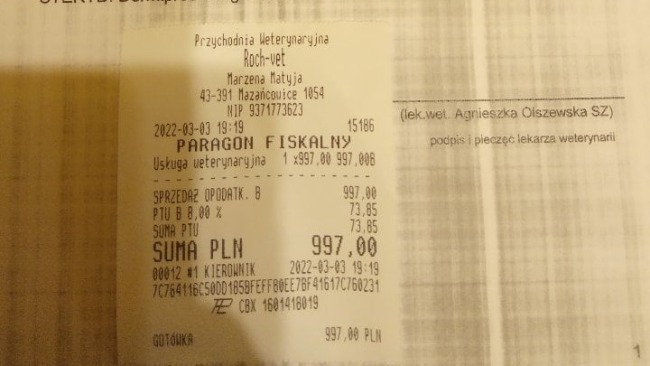 Przychodnia Weterynaryjna
Roch-vet
Marzena Matyja
43-391 Mazańcowice 1054
NIP 9371773623
2022-03-03 19:19 15186
PARAGON FISKALNY
Usługa weterynaryjna 1 x997,00 997,00B
SPRZEDAŻ OPODATK. B 997,00
PTU B 8,00 % 73,85
SUMA PTU 73,85
SUMA PLN 997,00
00012 #1 KIEROWNIK 2022-03-03 19:19
7C764116C50DD185BFEFF80EE7BF41617C760231
CBX 1601418019
GOTÓWKA 997,00 PLN
(lek.wet. Agnieszka Olszewska SZ)
podpis i pieczęć lekarza weterynarii
1